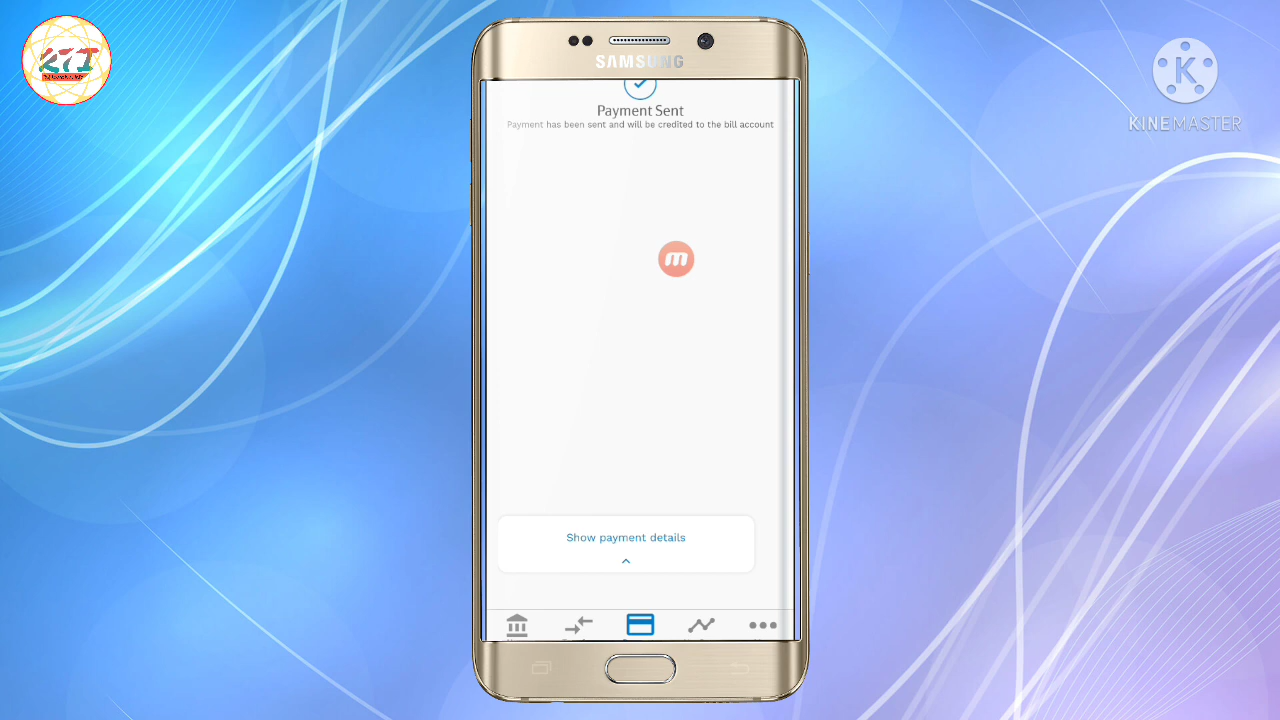 KTI
SAMSUNG
K
KINEMASTER
Payment Sent
Payment has been sent and will be credited to the bill account
m
Show payment details